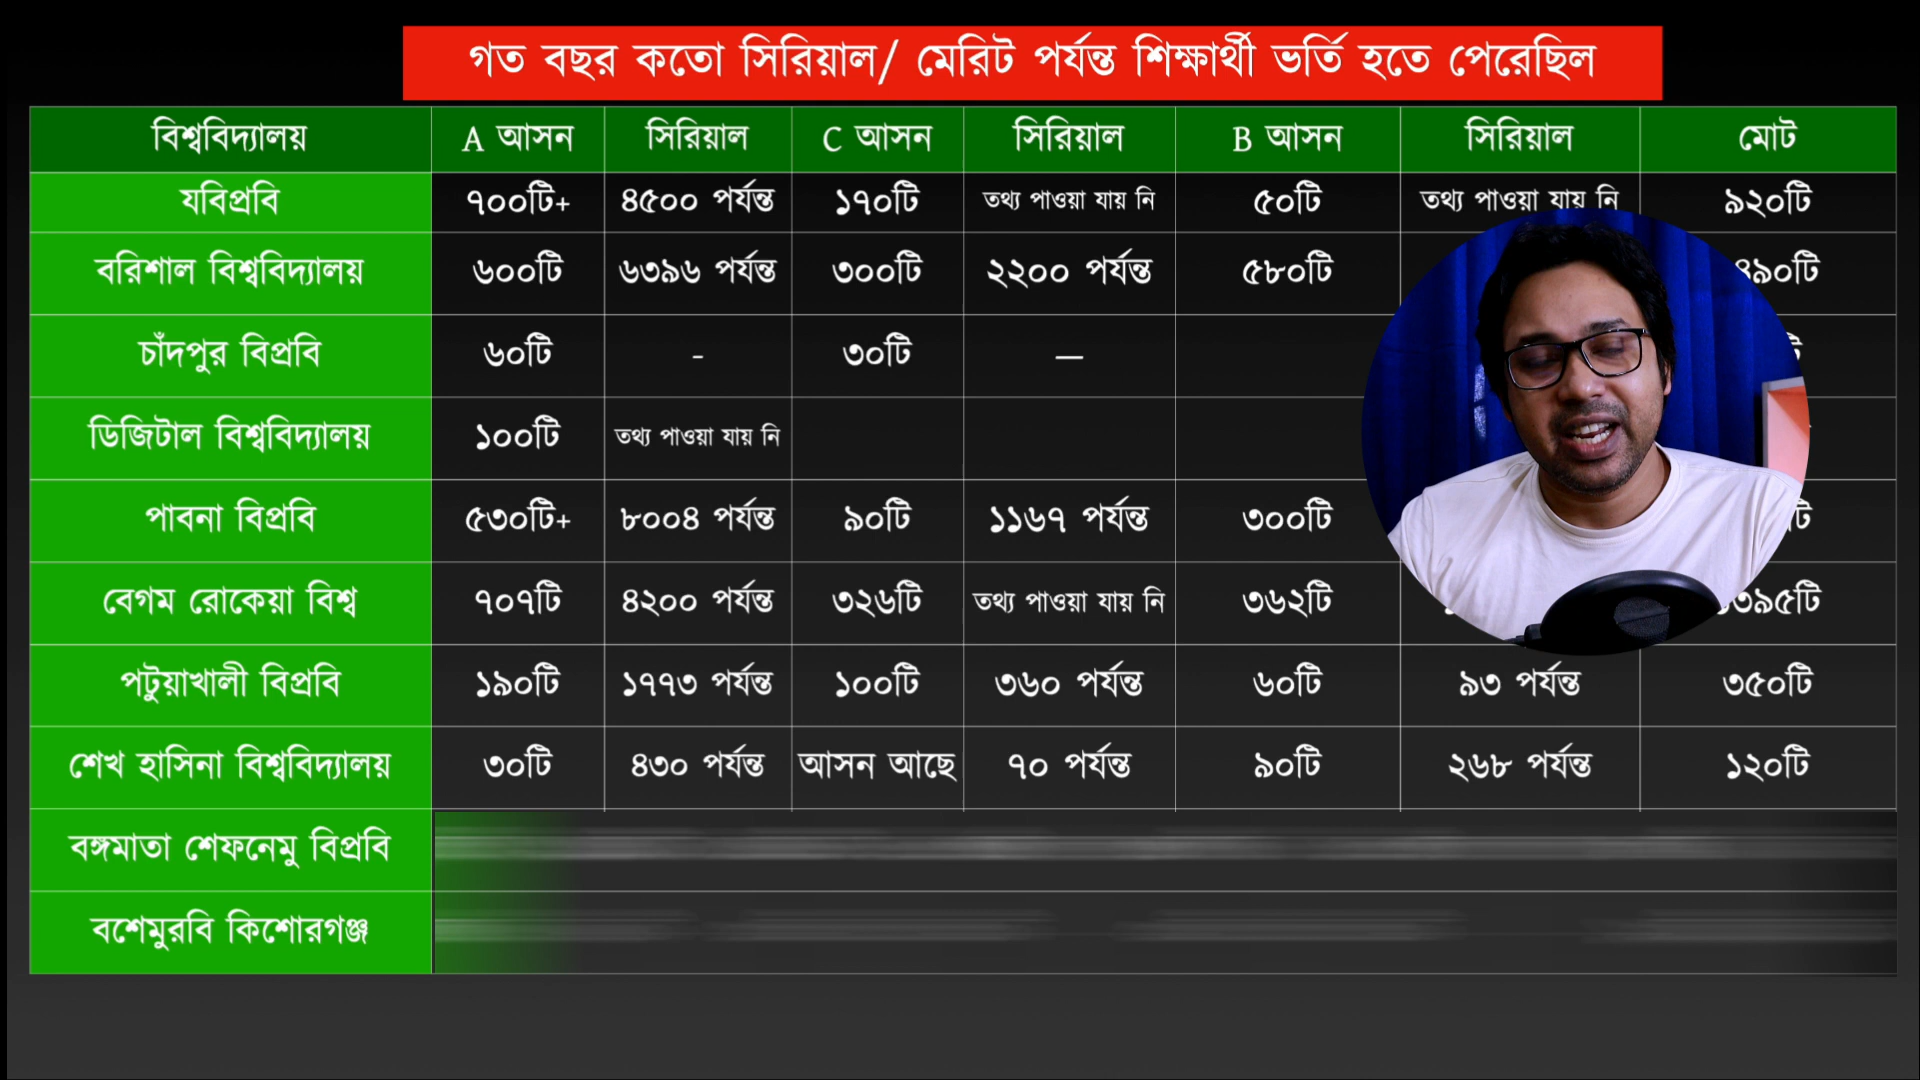 গত বছর কতো সিরিয়াল/ মেরিট পর্যন্ত শিক্ষার্থী ভর্তি হতে পেরেছিল
বিশ্ববিদ্যালয় A আসন সিরিয়াল C আসন সিরিয়াল B আসন সিরিয়াল মোট
যবিপ্রবি ৭০০টি+ ৪৫০০ পর্যন্ত ১৭০টি তথ্য পাওয়া যায় নি ৫০টি তথ্য পাওয়া যায় নি ৯২০টি
বরিশাল বিশ্ববিদ্যালয় ৬০০টি ৬৩৯৬ পর্যন্ত ৩০০টি ২২০০ পর্যন্ত ৫৮০টি
চাঁদপুর বিপ্রবি ৬০টি - ৩০টি —
ডিজিটাল বিশ্ববিদ্যালয় ১০০টি তথ্য পাওয়া যায় নি
পাবনা বিপ্রবি ৫৩০টি+ ৮০০৪ পর্যন্ত ৯০টি ১১৬৭ পর্যন্ত ৩০০টি
বেগম রোকেয়া বিশ্ব ৭০৭টি ৪২০০ পর্যন্ত ৩২৬টি তথ্য পাওয়া যায় নি ৩৬২টি
পটুয়াখালী বিপ্রবি ১৯০টি ১৭৭৩ পর্যন্ত ১০০টি ৩৬০ পর্যন্ত ৬০টি ৯৩ পর্যন্ত ৩৫০টি
শেখ হাসিনা বিশ্ববিদ্যালয় ৩০টি ৪৩০ পর্যন্ত আসন আছে ৭০ পর্যন্ত ৯০টি ২৬৮ পর্যন্ত ১২০টি
বঙ্গমাতা শেফনেমু বিপ্রবি
বশেমুরবি কিশোরগঞ্জ